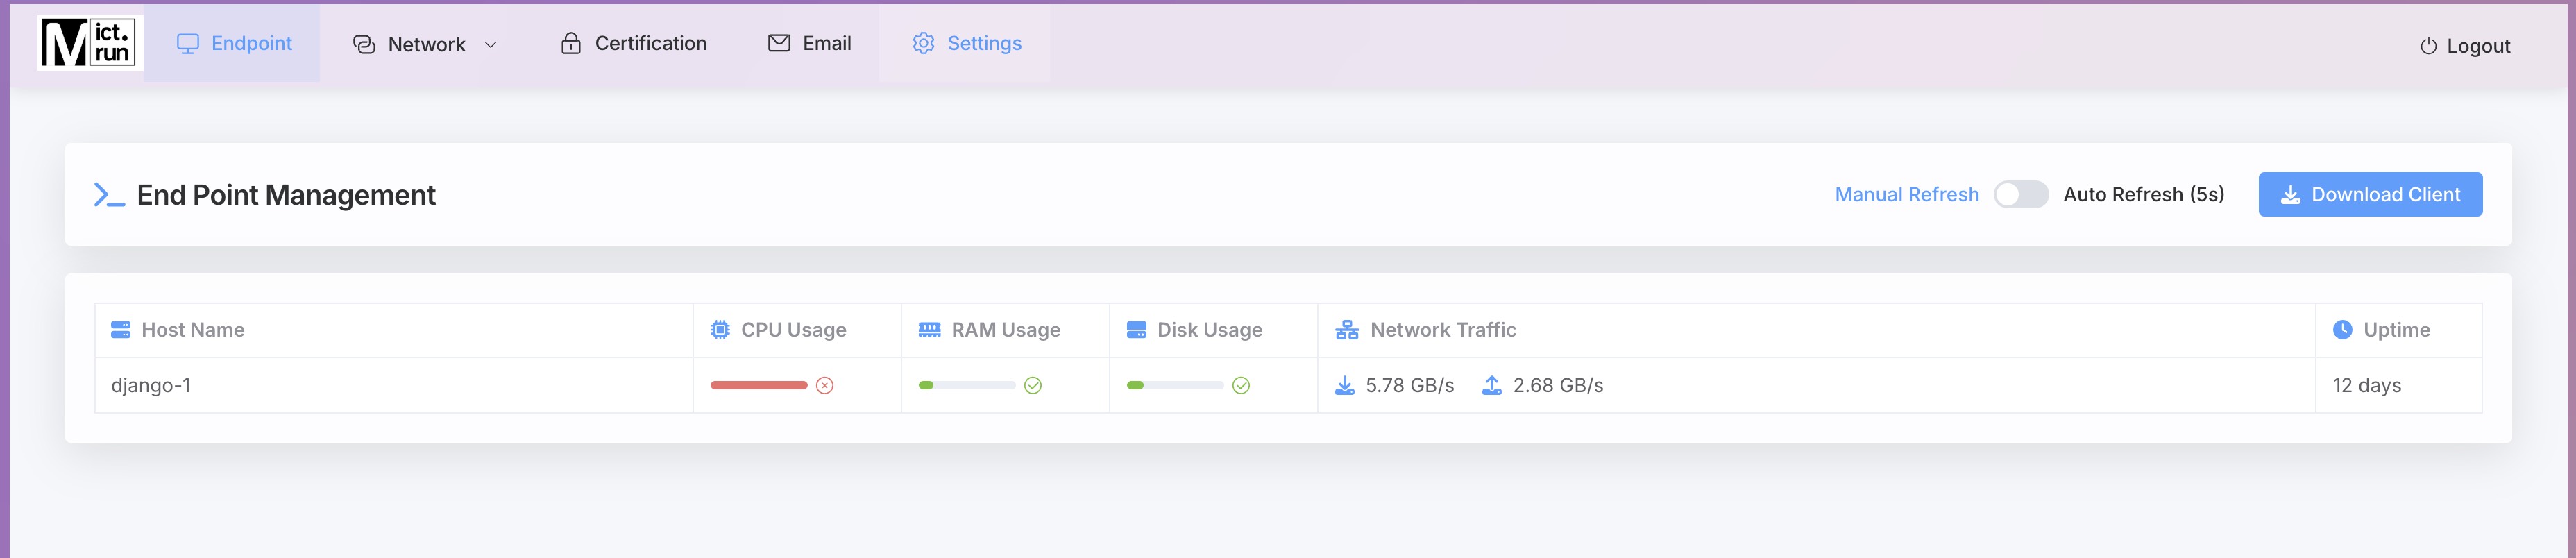 M ict. run Endpoint Network Certification Email Settings Logout
End Point Management Manual Refresh Auto Refresh (5s) Download Client
Host Name CPU Usage RAM Usage Disk Usage Network Traffic Uptime
django-1 5.78 GB/s 2.68 GB/s 12 days